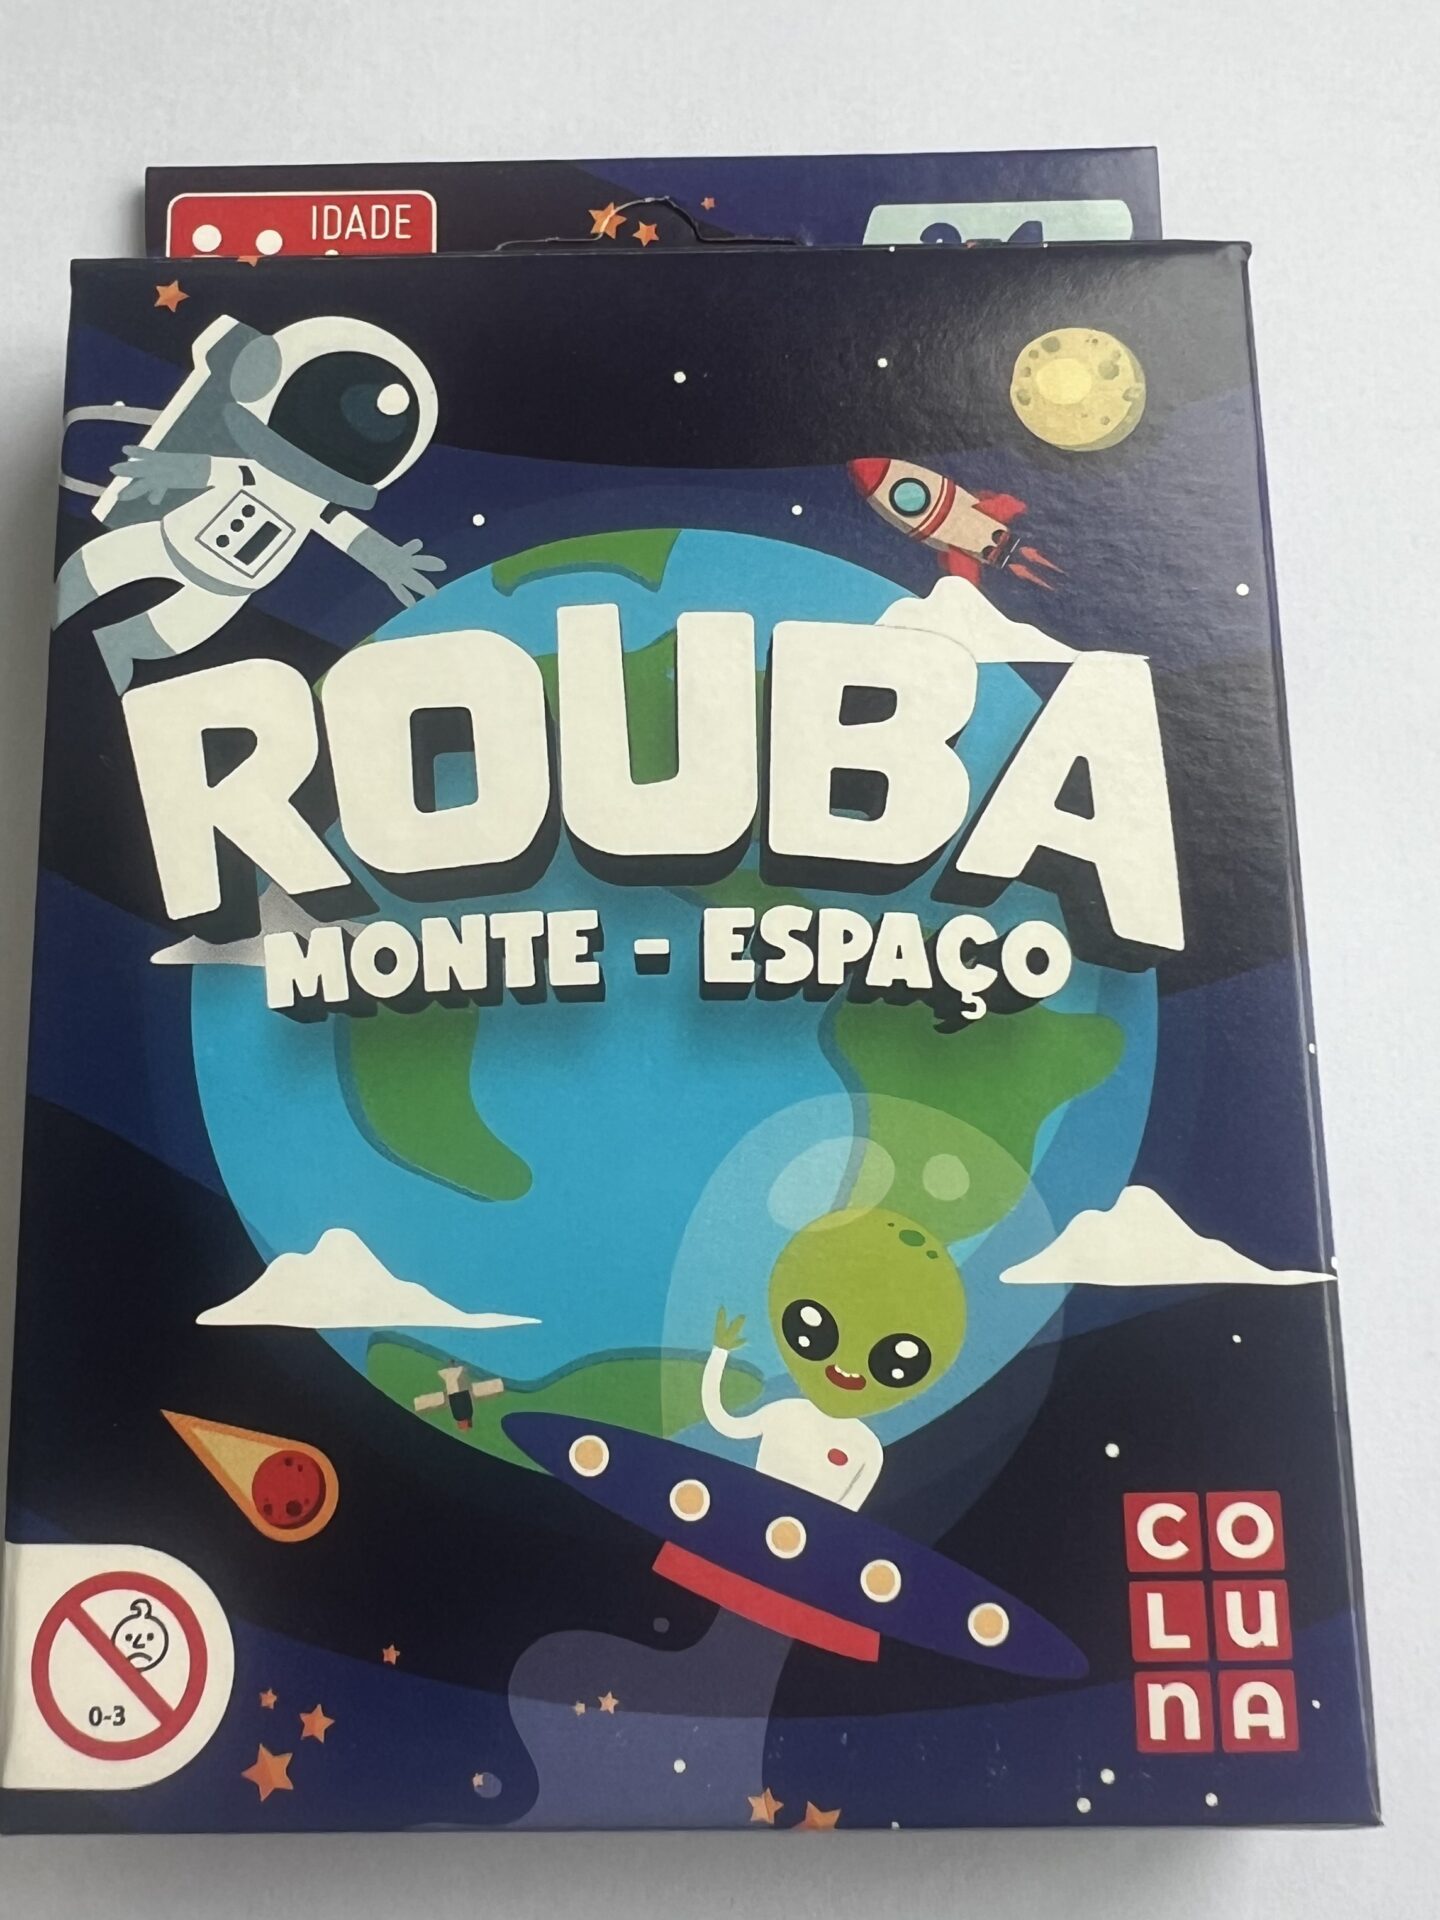 IDADE
ROUBA
MONTE - ESPAÇO
0-3
CO
LU
NA